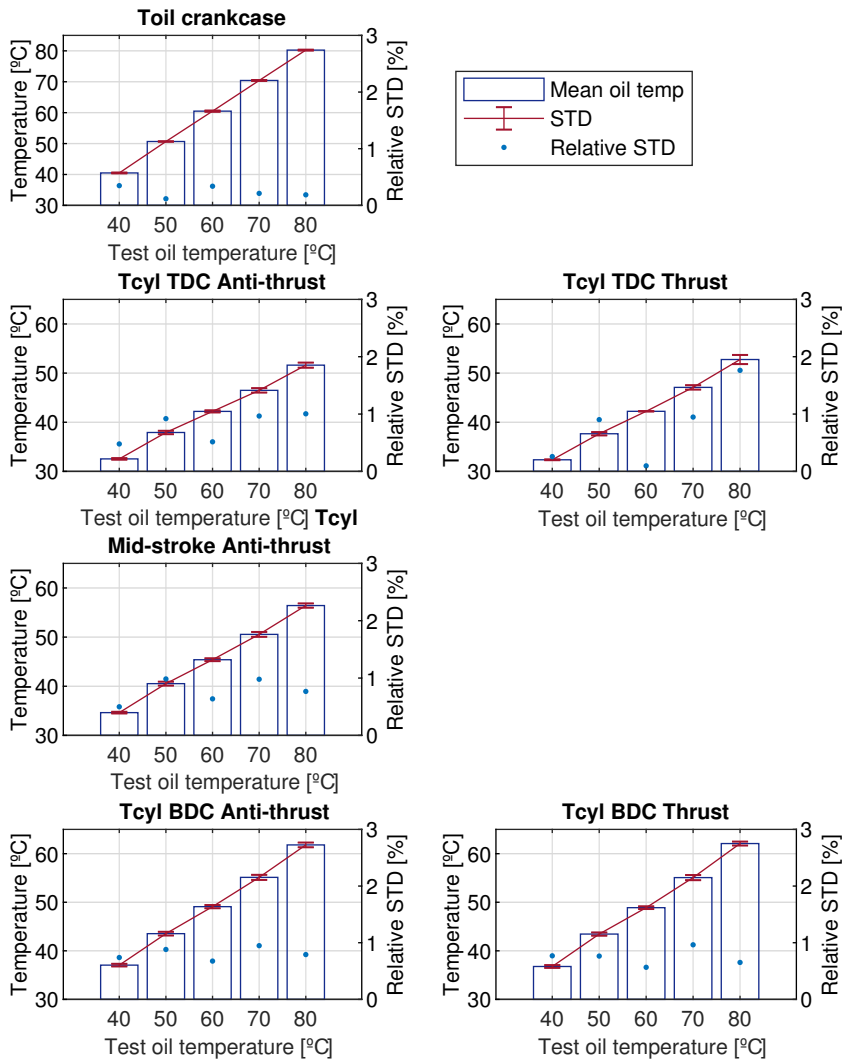 Toil crankcase
Temperature [ºC]
80
70
60
50
40
30
3
2
1
0
Relative STD [%]
40 50 60 70 80
Test oil temperature [ºC]
Mean oil temp
STD
Relative STD
Tcyl TDC Anti-thrust
Temperature [ºC]
60
50
40
30
3
2
1
0
Relative STD [%]
40 50 60 70 80
Test oil temperature [ºC] Tcyl
Tcyl TDC Thrust
Temperature [ºC]
60
50
40
30
3
2
1
0
Relative STD [%]
40 50 60 70 80
Test oil temperature [ºC]
Mid-stroke Anti-thrust
Temperature [ºC]
60
50
40
30
3
2
1
0
Relative STD [%]
40 50 60 70 80
Test oil temperature [ºC]
Tcyl BDC Anti-thrust
Temperature [ºC]
60
50
40
30
3
2
1
0
Relative STD [%]
40 50 60 70 80
Test oil temperature [ºC]
Tcyl BDC Thrust
Temperature [ºC]
60
50
40
30
3
2
1
0
Relative STD [%]
40 50 60 70 80
Test oil temperature [ºC]